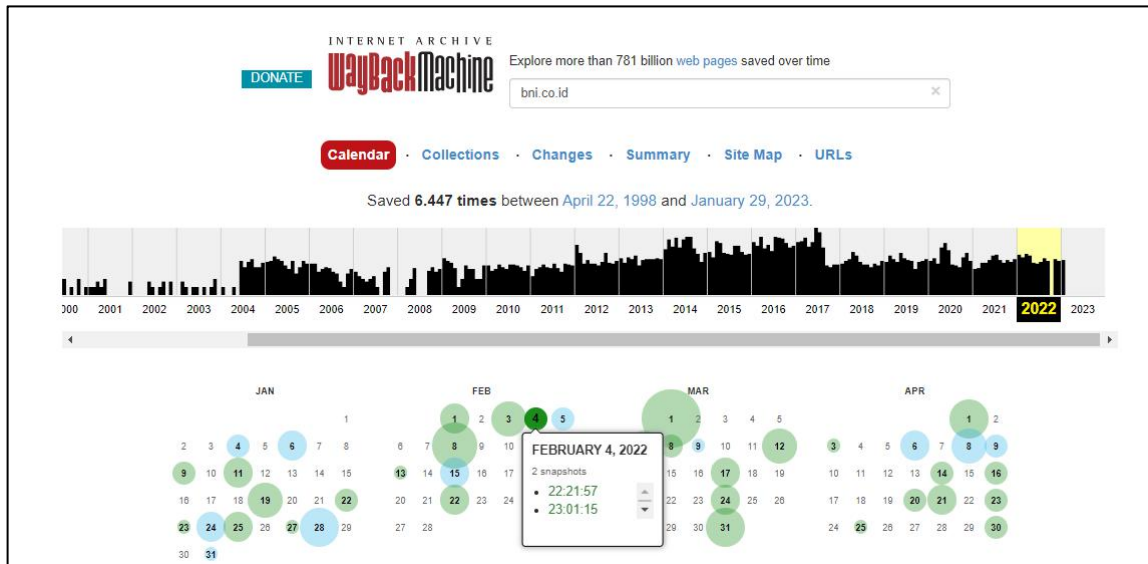 INTERNET ARCHIVE
DONATE
WayBackMachine
Explore more than 781 billion web pages saved over time
bni.co.id ×
Calendar · Collections · Changes · Summary · Site Map · URLs
Saved 6.447 times between April 22, 1998 and January 29, 2023.
000 2001 2002 2003 2004 2005 2006 2007 2008 2009 2010 2011 2012 2013 2014 2015 2016 2017 2018 2019 2020 2021 2022 2023
JAN
1
2 3 4 5 6 7 8
9 10 11 12 13 14 15
16 17 18 19 20 21 22
23 24 25 26 27 28 29
30 31
FEB
1 2 3 4 5
6 7 8 9 10
13 14 15 16 17
20 21 22 23 24
27 28
FEBRUARY 4, 2022
2 snapshots
• 22:21:57
• 23:01:15
MAR
1 2 3 4 5
8 9 10 11 12
15 16 17 18 19
22 23 24 25 26
29 30 31
APR
1 2
3 4 5 6 7 8 9
10 11 12 13 14 15 16
17 18 19 20 21 22 23
24 25 26 27 28 29 30